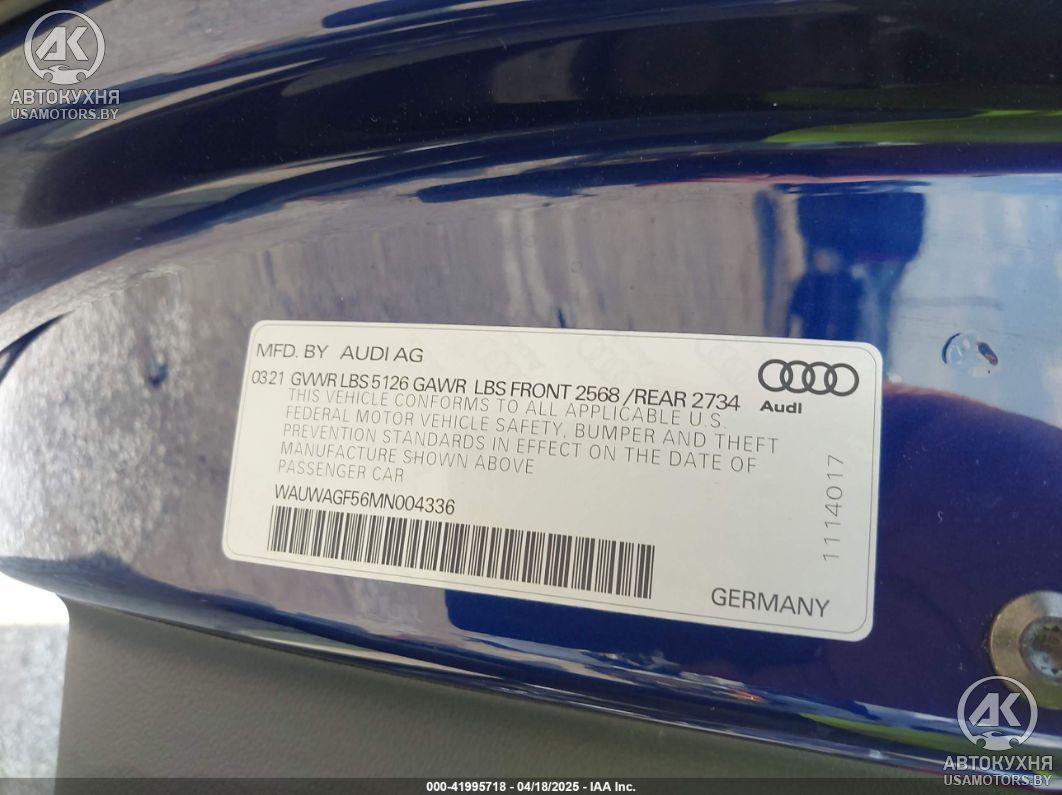 АК
АВТОКУХНЯ
USAMOTORS.BY
MFD. BY AUDI AG
0321 GVWR LBS 5126 GAWR LBS FRONT 2568 /REAR 2734
THIS VEHICLE CONFORMS TO ALL APPLICABLE U.S.
FEDERAL MOTOR VEHICLE SAFETY, BUMPER AND THEFT
PREVENTION STANDARDS IN EFFECT ON THE DATE OF
MANUFACTURE SHOWN ABOVE
PASSENGER CAR
Audi
WAUWAGF56MN004336
1114017
GERMANY
АК
АВТОКУХНЯ
USAMOTORS.BY
000-41995718 - 04/18/2025 - IAA Inc.